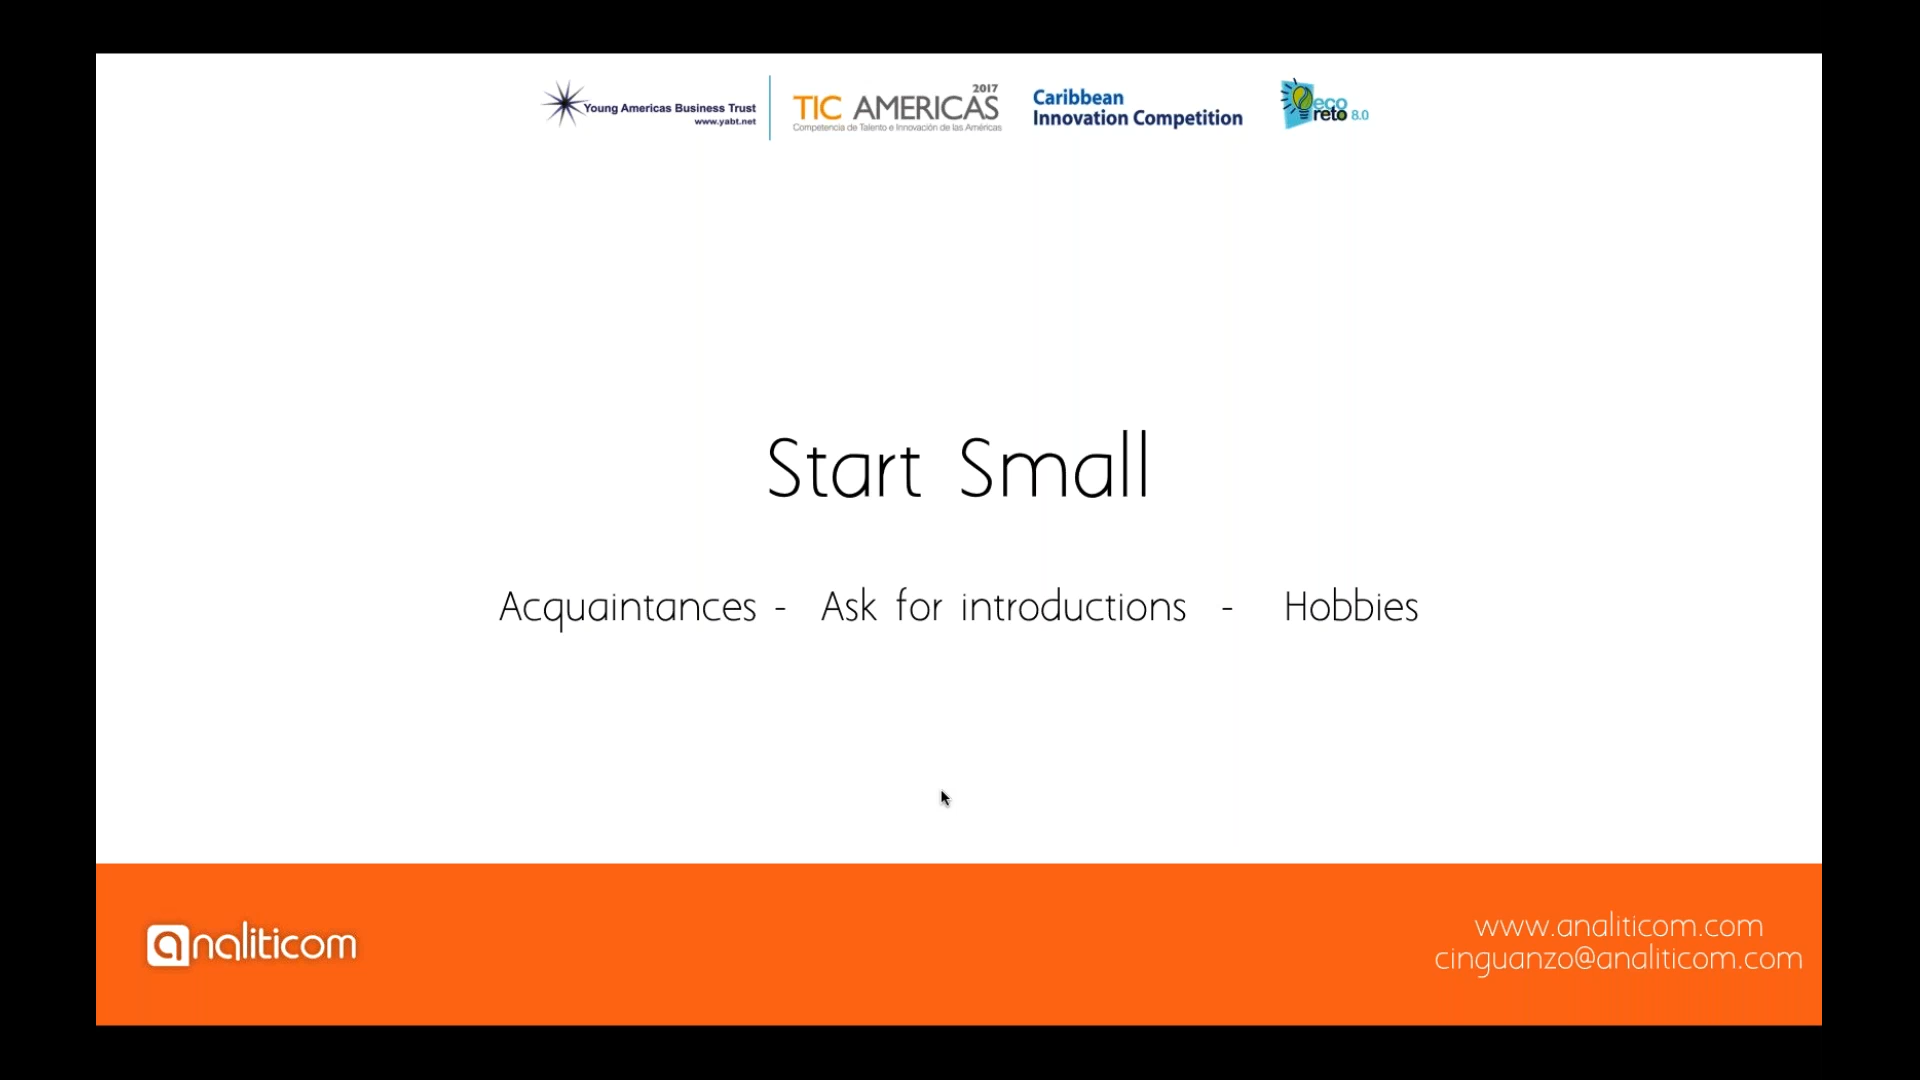 Young Americas Business Trust
www.yabt.net
2017
TIC AMERICAS
Competencia de Talento e Innovación de las Américas
Caribbean
Innovation Competition
eco
reto 8.0
Start Small
Acquaintances - Ask for introductions - Hobbies
analiticom
www.analiticom.com
cinguanzo@analiticom.com